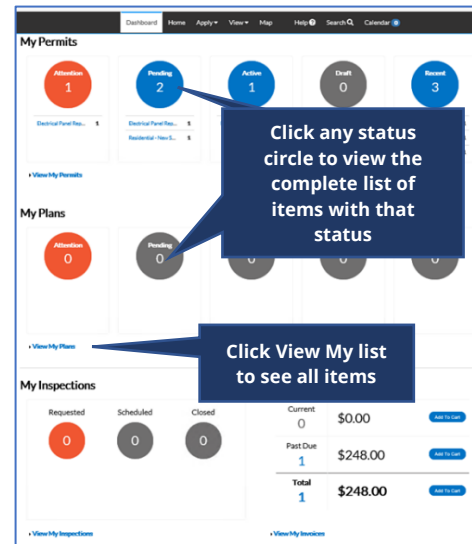 Dashboard Home Apply View Map Help Search Calendar 0
My Permits
Attention
1
Pending
2
Active
1
Draft
0
Recent
3
Electrical Panel Rep... 1
Electrical Panel Rep... 1
Residential - New S... 1
Click any status
circle to view the
complete list of
items with that
status
View My Permits
My Plans
Attention
0
Pending
0
0
0
0
View My Plans
Click View My list
to see all items
My Inspections
Requested Scheduled Closed
0 0 0
Current
0 $0.00 Add To Cart
Past Due
1 $248.00 Add To Cart
Total
1 $248.00 Add To Cart
View My Inspections
View My Invoices